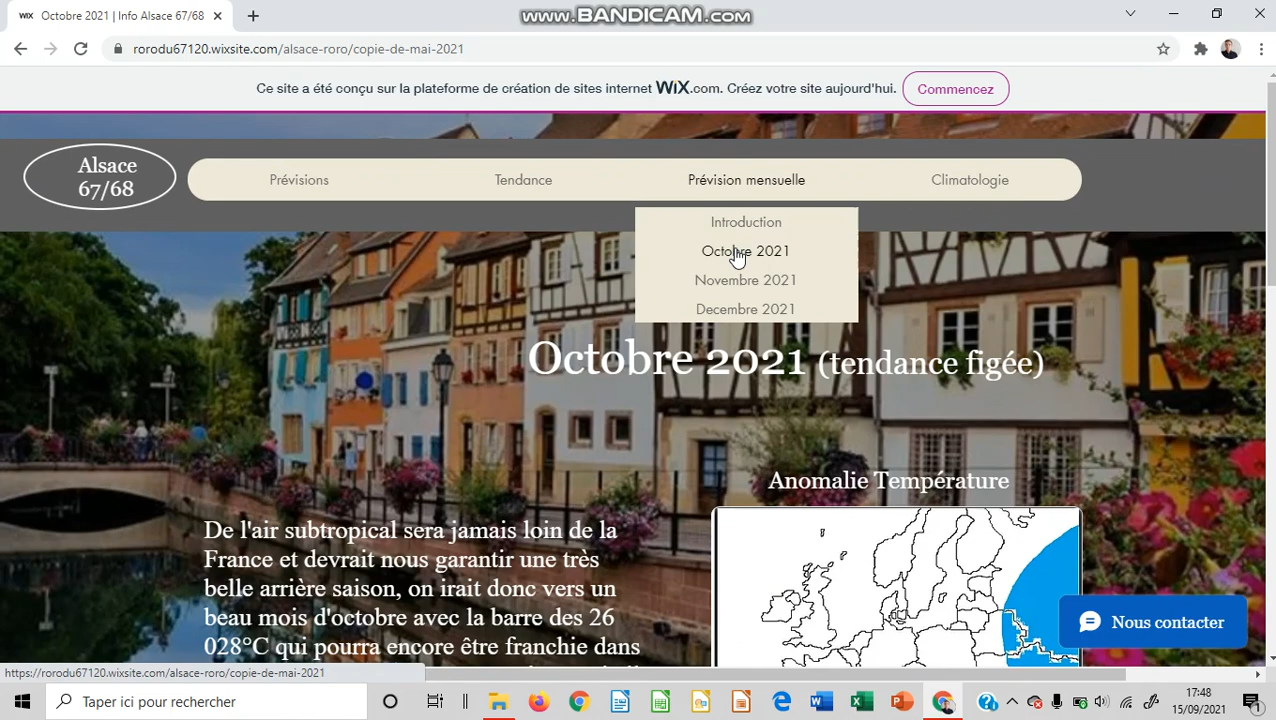 www.BANDICAM.com
WIX Octobre 2021 | Info Alsace 67/68
rorodu67120.wixsite.com/alsace-roro/copie-de-mai-2021
Ce site a été conçu sur la plateforme de création de sites internet WiX.com. Créez votre site aujourd'hui.
Commencez
Alsace
67/68
Prévisions
Tendance
Prévision mensuelle
Climatologie
Introduction
Octobre 2021
Novembre 2021
Decembre 2021
Octobre 2021 (tendance figée)
Anomalie Température
De l'air subtropical sera jamais loin de la
France et devrait nous garantir une très
belle arrière saison, on irait donc vers un
beau mois d'octobre avec la barre des 26
028°C qui pourra encore être franchie dans
Nous contacter
https://rorodu67120.wixsite.com/alsace-roro/copie-de-mai-2021
Taper ici pour rechercher
17:48
15/09/2021